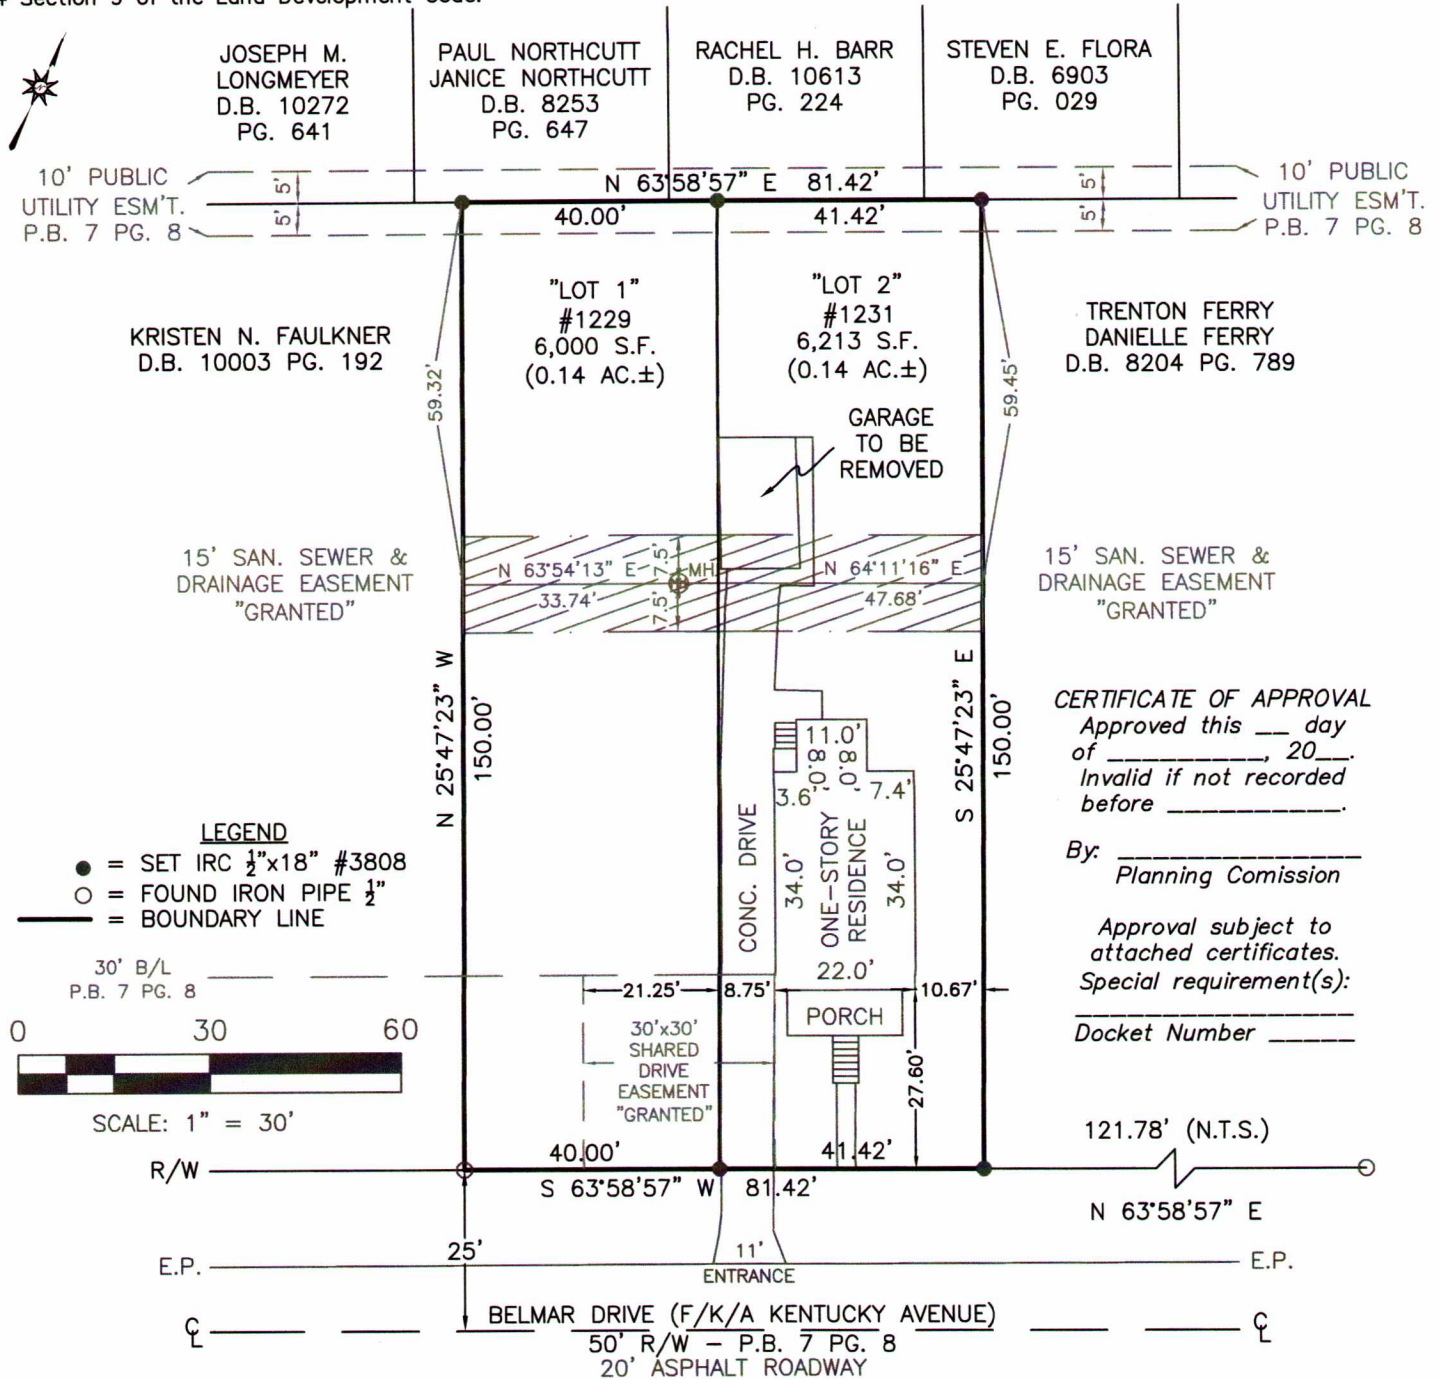 Section 5 of the Land Development Code.
JOSEPH M.
LONGMEYER
D.B. 10272
PG. 641
PAUL NORTHCUTT
JANICE NORTHCUTT
D.B. 8253
PG. 647
RACHEL H. BARR
D.B. 10613
PG. 224
STEVEN E. FLORA
D.B. 6903
PG. 029
10' PUBLIC
UTILITY ESM'T.
P.B. 7 PG. 8
5'
5'
N 63°58'57" E 81.42'
40.00'
41.42'
5'
5'
10' PUBLIC
UTILITY ESM'T.
P.B. 7 PG. 8
"LOT 1"
#1229
6,000 S.F.
(0.14 AC.±)
"LOT 2"
#1231
6,213 S.F.
(0.14 AC.±)
KRISTEN N. FAULKNER
D.B. 10003 PG. 192
TRENTON FERRY
DANIELLE FERRY
D.B. 8204 PG. 789
59.32'
59.45'
GARAGE
TO BE
REMOVED
15' SAN. SEWER &
DRAINAGE EASEMENT
"GRANTED"
N 63°54'13" E
33.74'
7.5'
7.5'
MH
N 64°11'16" E
47.68'
15' SAN. SEWER &
DRAINAGE EASEMENT
"GRANTED"
N 25°47'23" W
150.00'
S 25°47'23" E
150.00'
11.0'
8.0'
8.0'
3.6'
7.4'
34.0'
34.0'
ONE-STORY
RESIDENCE
CONC. DRIVE
22.0'
CERTIFICATE OF APPROVAL
Approved this __ day
of _________, 20__.
Invalid if not recorded
before __________.
By: ______________
Planning Comission
Approval subject to
attached certificates.
Special requirement(s):
________________
Docket Number _____
LEGEND
= SET IRC ½"x18" #3808
= FOUND IRON PIPE ½"
= BOUNDARY LINE
30' B/L
P.B. 7 PG. 8
21.25'
8.75'
10.67'
PORCH
27.60'
30'x30'
SHARED
DRIVE
EASEMENT
"GRANTED"
0 30 60
SCALE: 1" = 30'
R/W
40.00'
41.42'
S 63°58'57" W 81.42'
121.78' (N.T.S.)
N 63°58'57" E
25'
11'
ENTRANCE
E.P.
E.P.
BELMAR DRIVE (F/K/A KENTUCKY AVENUE)
50' R/W - P.B. 7 PG. 8
20' ASPHALT ROADWAY
℄
℄